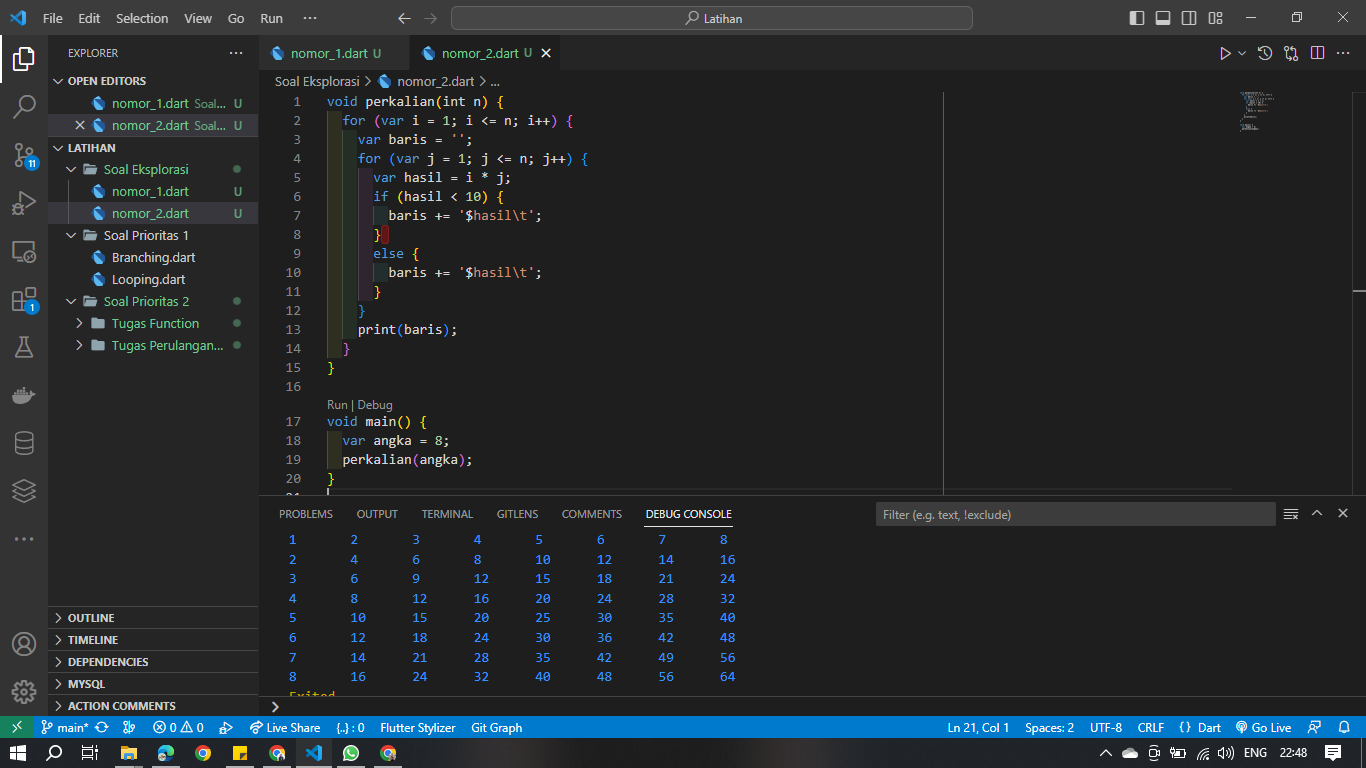 File Edit Selection View Go Run ··· Latihan
EXPLORER ···
OPEN EDITORS
nomor_1.dart Soal... U
nomor_2.dart Soal... U
LATIHAN
Soal Eksplorasi
nomor_1.dart U
nomor_2.dart U
Soal Prioritas 1
Branching.dart
Looping.dart
Soal Prioritas 2
Tugas Function
Tugas Perulangan...
OUTLINE
TIMELINE
DEPENDENCIES
MYSQL
ACTION COMMENTS
11
1
nomor_1.dart U nomor_2.dart U
Soal Eksplorasi > nomor_2.dart > ...
1 void perkalian(int n) {
2 for (var i = 1; i <= n; i++) {
3 var baris = '';
4 for (var j = 1; j <= n; j++) {
5 var hasil = i * j;
6 if (hasil < 10) {
7 baris += '$hasil\t';
8 }
9 else {
10 baris += '$hasil\t';
11 }
12 }
13 print(baris);
14 }
15 }
16
Run | Debug
17 void main() {
18 var angka = 8;
19 perkalian(angka);
20 }
21
PROBLEMS OUTPUT TERMINAL GITLENS COMMENTS DEBUG CONSOLE Filter (e.g. text, !exclude)
1 2 3 4 5 6 7 8
2 4 6 8 10 12 14 16
3 6 9 12 15 18 21 24
4 8 12 16 20 24 28 32
5 10 15 20 25 30 35 40
6 12 18 24 30 36 42 48
7 14 21 28 35 42 49 56
8 16 24 32 40 48 56 64
Exited
main* 0 0 Live Share {..} : 0 Flutter Stylizer Git Graph Ln 21, Col 1 Spaces: 2 UTF-8 CRLF { } Dart Go Live
ENG 22:48